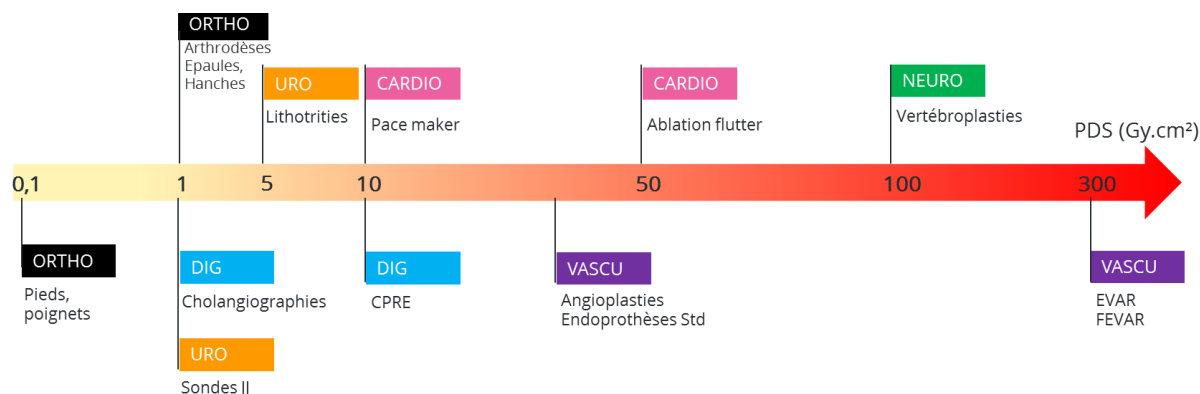 ORTHO
Arthrodèses
Epaules,
Hanches
URO
Lithotrities
CARDIO
Pace maker
CARDIO
Ablation flutter
NEURO
Vertébroplasties
PDS (Gy.cm²)
0,1 1 5 10 50 100 300
ORTHO
Pieds,
poignets
DIG
Cholangiographies
URO
Sondes JJ
DIG
CPRE
VASCU
Angioplasties
Endoprothèses Std
VASCU
EVAR
FEVAR